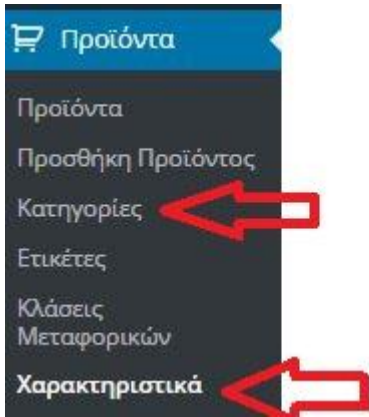 Προϊόντα
Προϊόντα
Προσθήκη Προϊόντος
Κατηγορίες
Ετικέτες
Κλάσεις
Μεταφορικών
Χαρακτηριστικά